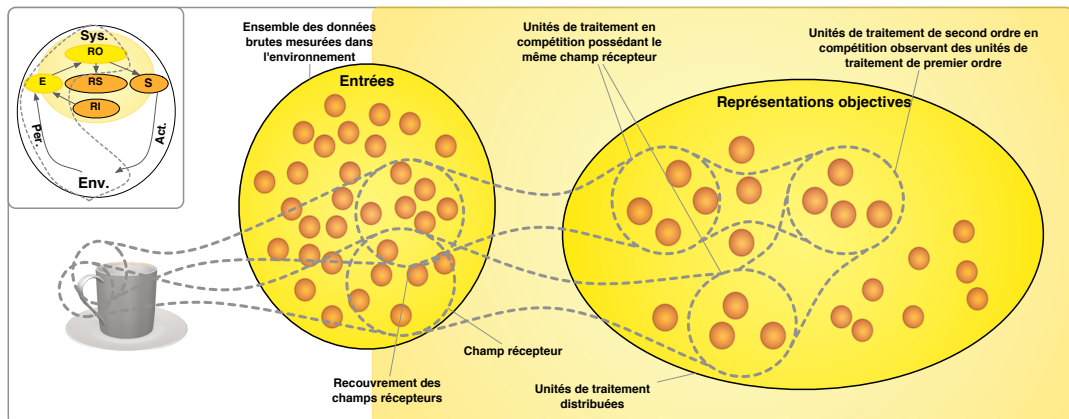 Sys.
RO
E
RS
S
RI
Per.
Act.
Env.
Ensemble des données
brutes mesurées dans
l'environnement
Entrées
Unités de traitement en
compétition possédant le
même champ récepteur
Unités de traitement de second ordre en
compétition observant des unités de
traitement de premier ordre
Représentations objectives
Champ récepteur
Recouvrement des
champs récepteurs
Unités de traitement
distribuées